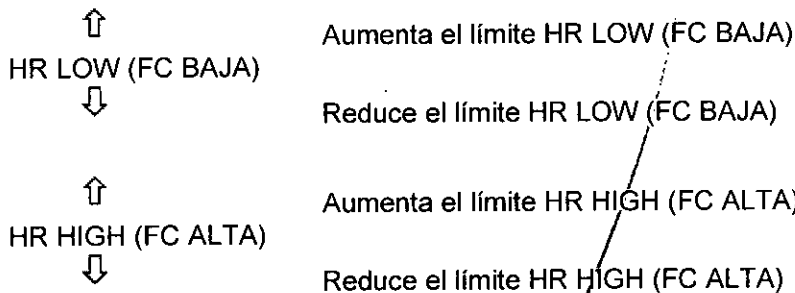 ⇧ Aumenta el límite HR LOW (FC BAJA)
HR LOW (FC BAJA)
⇩ Reduce el límite HR LOW (FC BAJA)
⇧ Aumenta el límite HR HIGH (FC ALTA)
HR HIGH (FC ALTA)
⇩ Reduce el límite HR HIGH (FC ALTA)